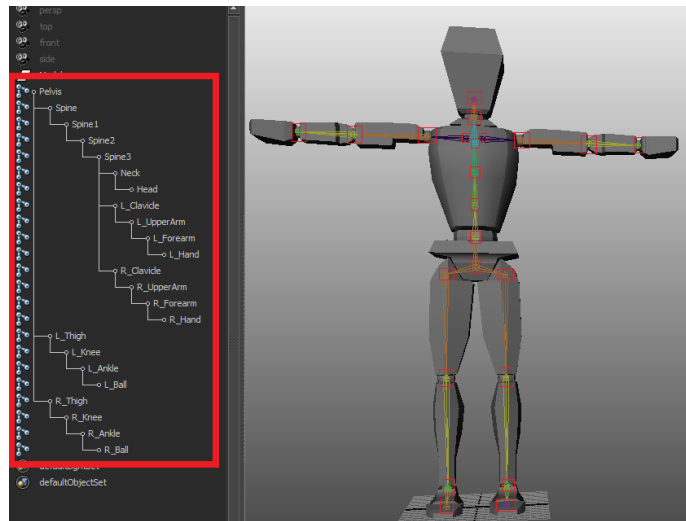 persp
top
front
side
Pelvis
Spine
Spine1
Spine2
Spine3
Neck
Head
L_Clavicle
L_UpperArm
L_Forearm
L_Hand
R_Clavicle
R_UpperArm
R_Forearm
R_Hand
L_Thigh
L_Knee
L_Ankle
L_Ball
R_Thigh
R_Knee
R_Ankle
R_Ball
defaultLightSet
defaultObjectSet